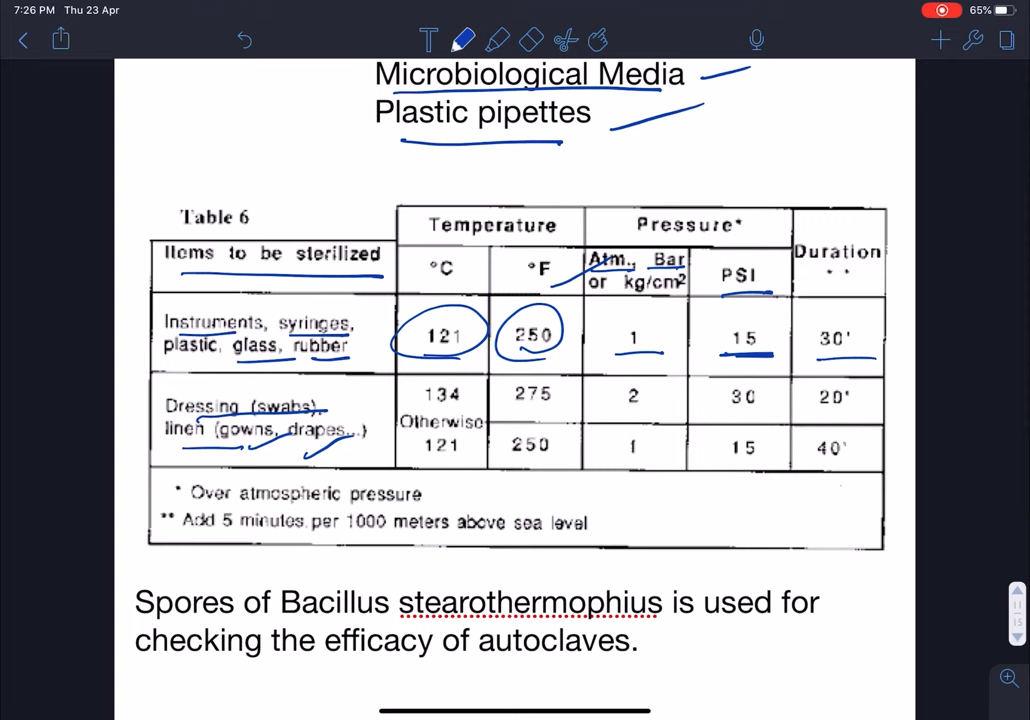 7:26 PM Thu 23 Apr
65%
Microbiological Media
Plastic pipettes
Table 6
Items to be sterilized
Temperature
Pressure*
Duration
**
°C
°F
Atm., Bar
or kg/cm²
PSI
Instruments, syringes,
plastic, glass, rubber
121
250
1
15
30'
Dressing (swabs),
linen (gowns, drapes...)
134
275
2
30
20'
Otherwise
121
250
1
15
40'
* Over atmospheric pressure
** Add 5 minutes per 1000 meters above sea level
Spores of Bacillus stearothermophius is used for
checking the efficacy of autoclaves.
11
15